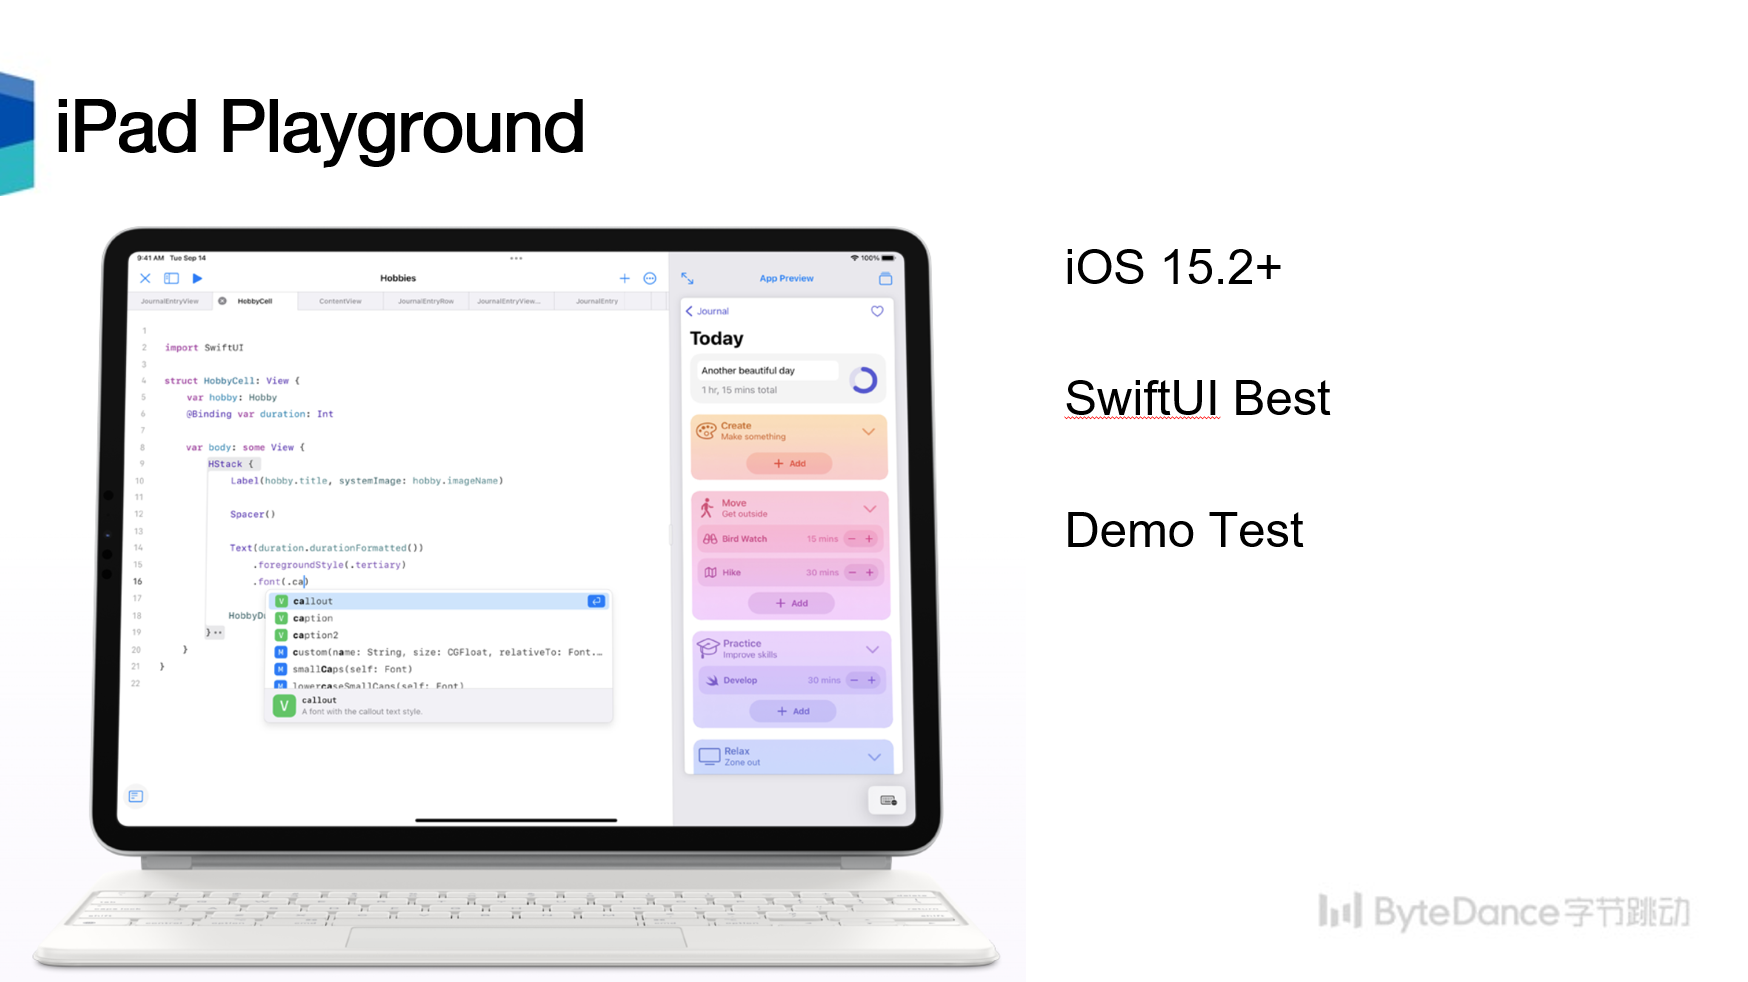 iPad Playground
9:41 AM Tue Sep 14
100%
Hobbies
App Preview
JournalEntryView
HobbyCell
ContentView
JournalEntryRow
JournalEntryView...
JournalEntry
1
2 import SwiftUI
3
4 struct HobbyCell: View {
5 var hobby: Hobby
6 @Binding var duration: Int
7
8 var body: some View {
9 HStack {
10 Label(hobby.title, systemImage: hobby.imageName)
11
12 Spacer()
13
14 Text(duration.durationFormatted())
15 .foregroundStyle(.tertiary)
16 .font(.ca)
17
18 HobbyDu
19 }
20 }
21 }
22
V callout
V caption
V caption2
M custom(name: String, size: CGFloat, relativeTo: Font...
M smallCaps(self: Font)
M lowercaseSmallCaps(self: Font)
V callout
A font with the callout text style.
Journal
Today
Another beautiful day
1 hr, 15 mins total
Create
Make something
+ Add
Move
Get outside
Bird Watch 15 mins − +
Hike 30 mins − +
+ Add
Practice
Improve skills
Develop 30 mins − +
+ Add
Relax
Zone out
iOS 15.2+
SwiftUI Best
Demo Test
ByteDance字节跳动